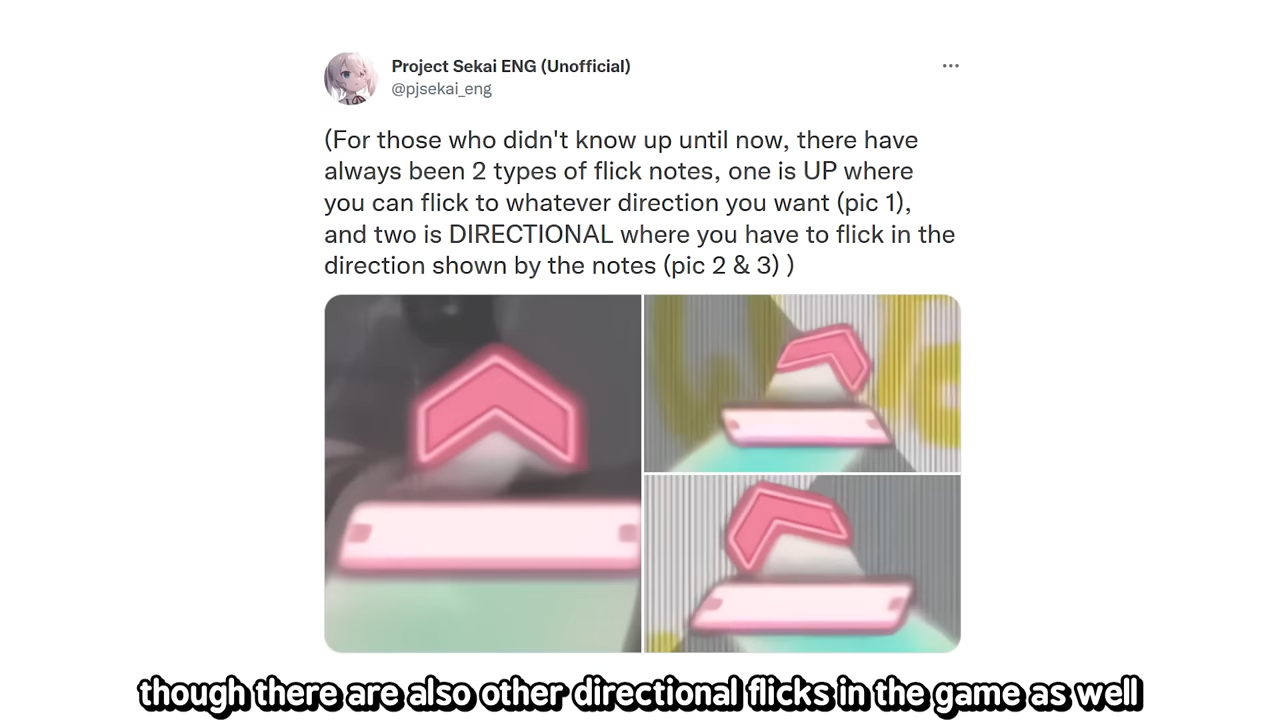 Project Sekai ENG (Unofficial)
@pjsekai_eng
(For those who didn't know up until now, there have
always been 2 types of flick notes, one is UP where
you can flick to whatever direction you want (pic 1),
and two is DIRECTIONAL where you have to flick in the
direction shown by the notes (pic 2 & 3) )
though there are also other directional flicks in the game as well